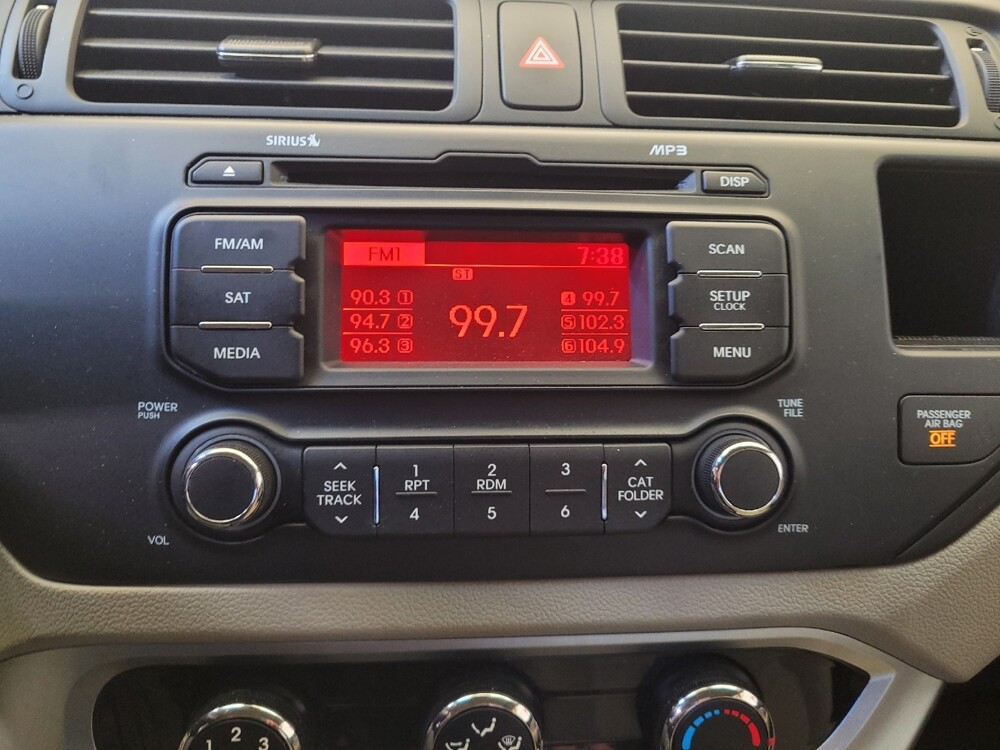 SIRIUS
MP3
DISP
FM/AM
SAT
MEDIA
FM1
7:38
ST
90.3 1
94.7 2
96.3 3
99.7
4 99.7
5 102.3
6 104.9
SCAN
SETUP
CLOCK
MENU
POWER
PUSH
VOL
SEEK
TRACK
1
RPT
4
2
RDM
5
3
6
CAT
FOLDER
TUNE
FILE
ENTER
PASSENGER
AIR BAG
OFF
1 2 3